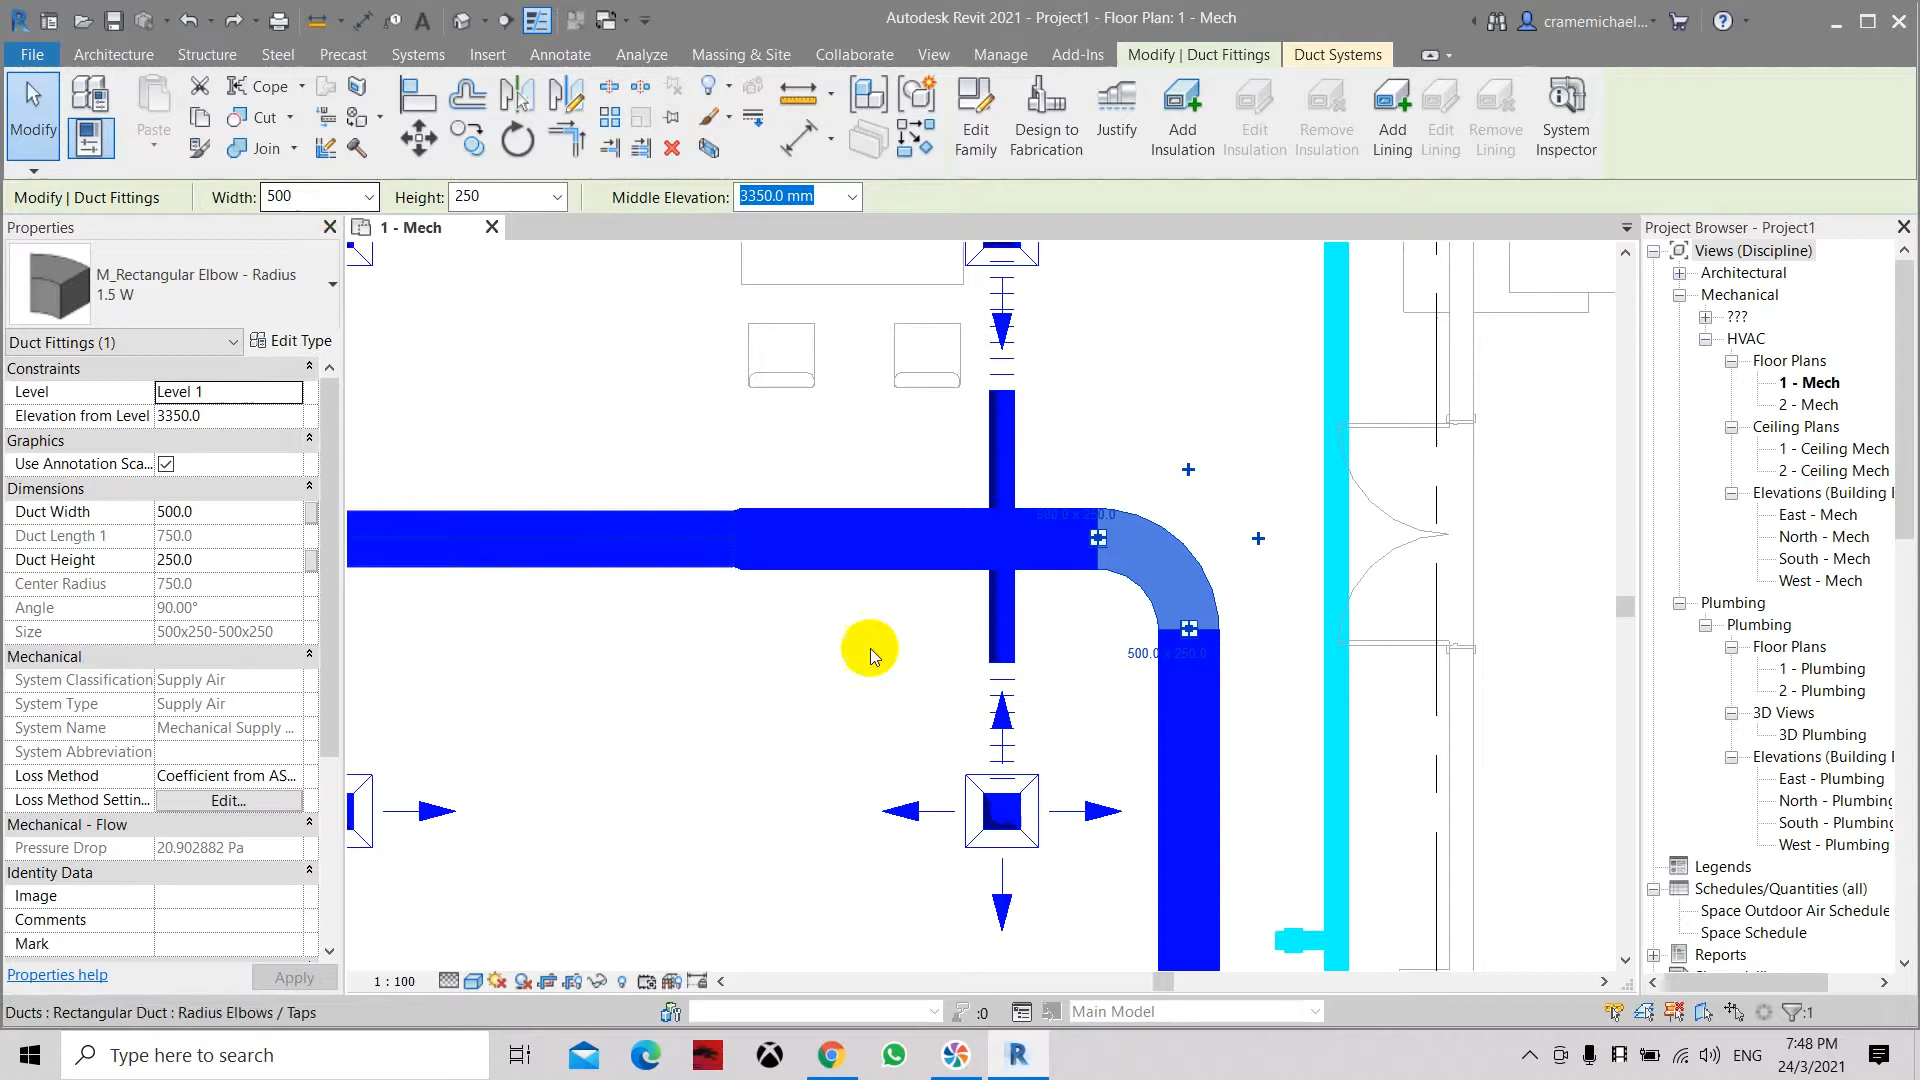 Autodesk Revit 2021 - Project1 - Floor Plan: 1 - Mech
cramemichael...
File Architecture Structure Steel Precast Systems Insert Annotate Analyze Massing & Site Collaborate View Manage Add-Ins Modify | Duct Fittings Duct Systems
Modify
Paste
Cope
Cut
Join
Edit Family
Design to Fabrication
Justify
Add Insulation
Edit Insulation
Remove Insulation
Add Lining
Edit Lining
Remove Lining
System Inspector
Modify | Duct Fittings Width: 500 Height: 250 Middle Elevation: 3350.0 mm
Properties
M_Rectangular Elbow - Radius
1.5 W
Duct Fittings (1) Edit Type
Constraints
Level Level 1
Elevation from Level 3350.0
Graphics
Use Annotation Sca...
Dimensions
Duct Width 500.0
Duct Length 1 750.0
Duct Height 250.0
Center Radius 750.0
Angle 90.00°
Size 500x250-500x250
Mechanical
System Classification Supply Air
System Type Supply Air
System Name Mechanical Supply ...
System Abbreviation
Loss Method Coefficient from AS...
Loss Method Settin... Edit...
Mechanical - Flow
Pressure Drop 20.902882 Pa
Identity Data
Image
Comments
Mark
Properties help Apply
1 - Mech
500.0 x 250.0
500.0 x 250.0
1 : 100
Project Browser - Project1
Views (Discipline)
Architectural
Mechanical
???
HVAC
Floor Plans
1 - Mech
2 - Mech
Ceiling Plans
1 - Ceiling Mech
2 - Ceiling Mech
Elevations (Building E
East - Mech
North - Mech
South - Mech
West - Mech
Plumbing
Plumbing
Floor Plans
1 - Plumbing
2 - Plumbing
3D Views
3D Plumbing
Elevations (Building E
East - Plumbing
North - Plumbing
South - Plumbing
West - Plumbing
Legends
Schedules/Quantities (all)
Space Outdoor Air Schedule
Space Schedule
Reports
Ducts : Rectangular Duct : Radius Elbows / Taps
:0
Main Model
:1
Type here to search
ENG
7:48 PM
24/3/2021